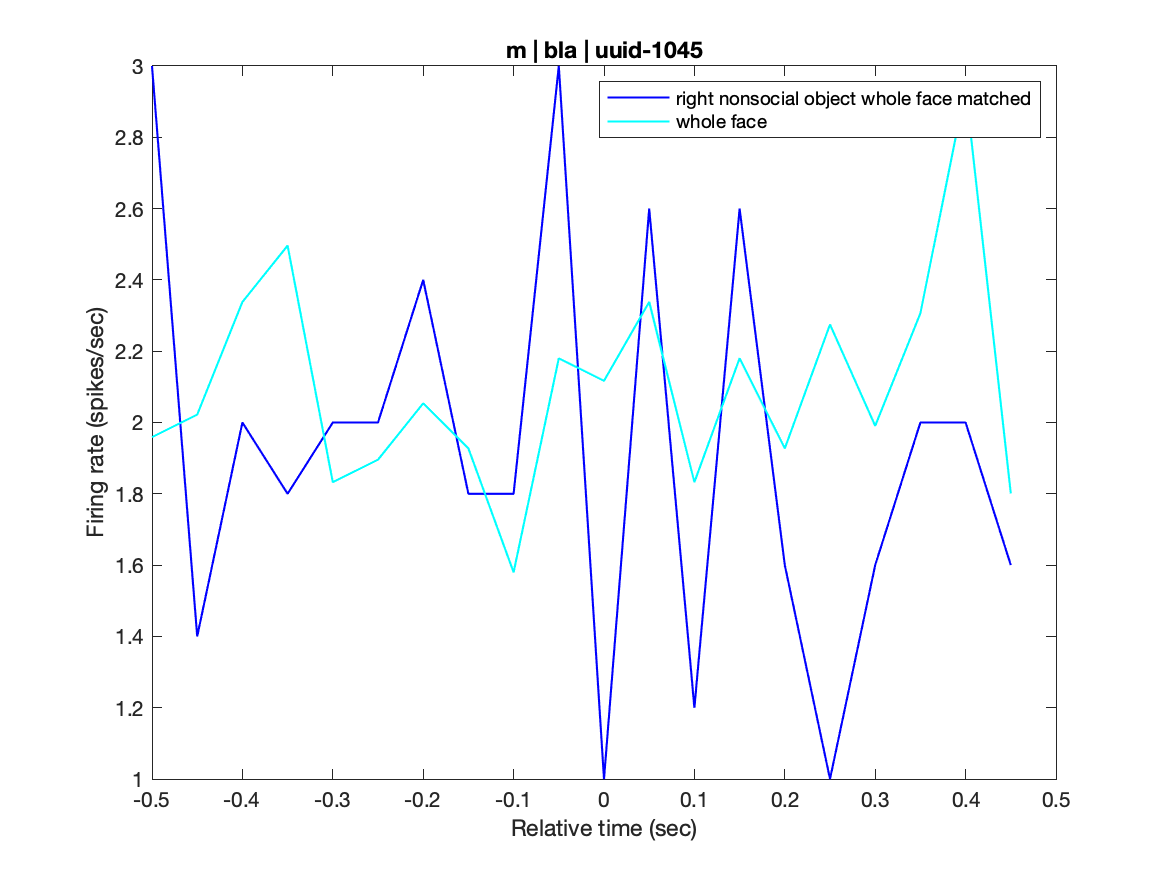 m | bla | uuid-1045
right nonsocial object whole face matched
whole face
Firing rate (spikes/sec)
3
2.8
2.6
2.4
2.2
2
1.8
1.6
1.4
1.2
1
-0.5 -0.4 -0.3 -0.2 -0.1 0 0.1 0.2 0.3 0.4 0.5
Relative time (sec)